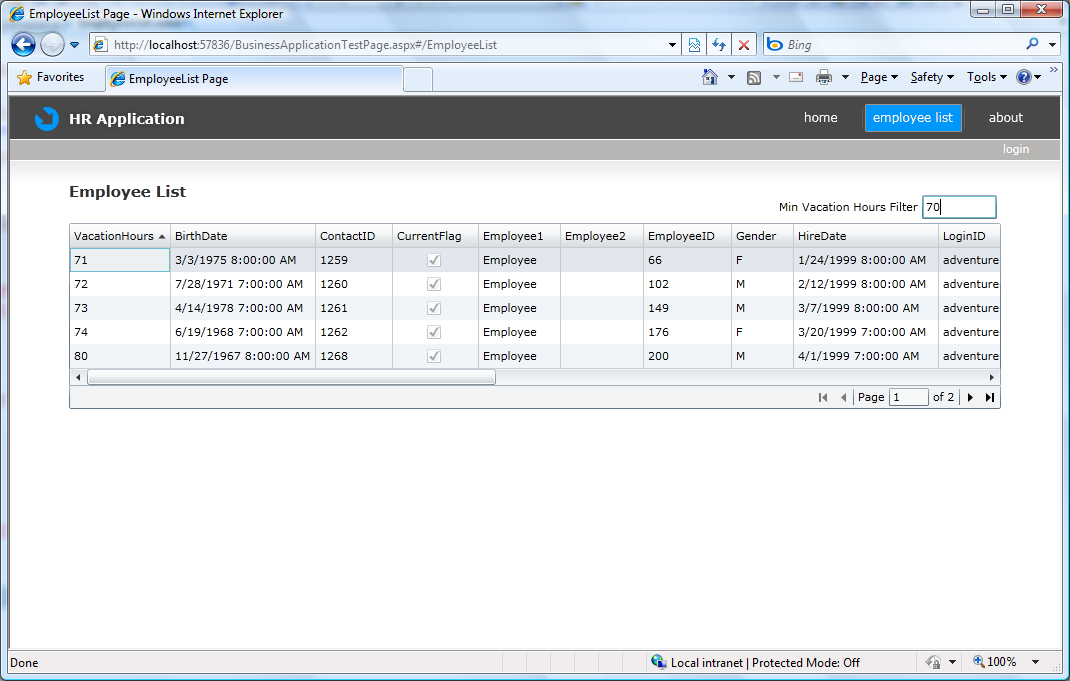 EmployeeList Page - Windows Internet Explorer
http://localhost:57836/BusinessApplicationTestPage.aspx#/EmployeeList
Bing
Favorites
EmployeeList Page
Page Safety Tools
HR Application
home employee list about
login
Employee List
Min Vacation Hours Filter 70
VacationHours BirthDate ContactID CurrentFlag Employee1 Employee2 EmployeeID Gender HireDate LoginID
71 3/3/1975 8:00:00 AM 1259 Employee 66 F 1/24/1999 8:00:00 AM adventure
72 7/28/1971 7:00:00 AM 1260 Employee 102 M 2/12/1999 8:00:00 AM adventure
73 4/14/1978 7:00:00 AM 1261 Employee 149 M 3/7/1999 8:00:00 AM adventure
74 6/19/1968 7:00:00 AM 1262 Employee 176 F 3/20/1999 7:00:00 AM adventure
80 11/27/1967 8:00:00 AM 1268 Employee 200 M 4/1/1999 7:00:00 AM adventure
Page 1 of 2
Done
Local intranet | Protected Mode: Off
100%